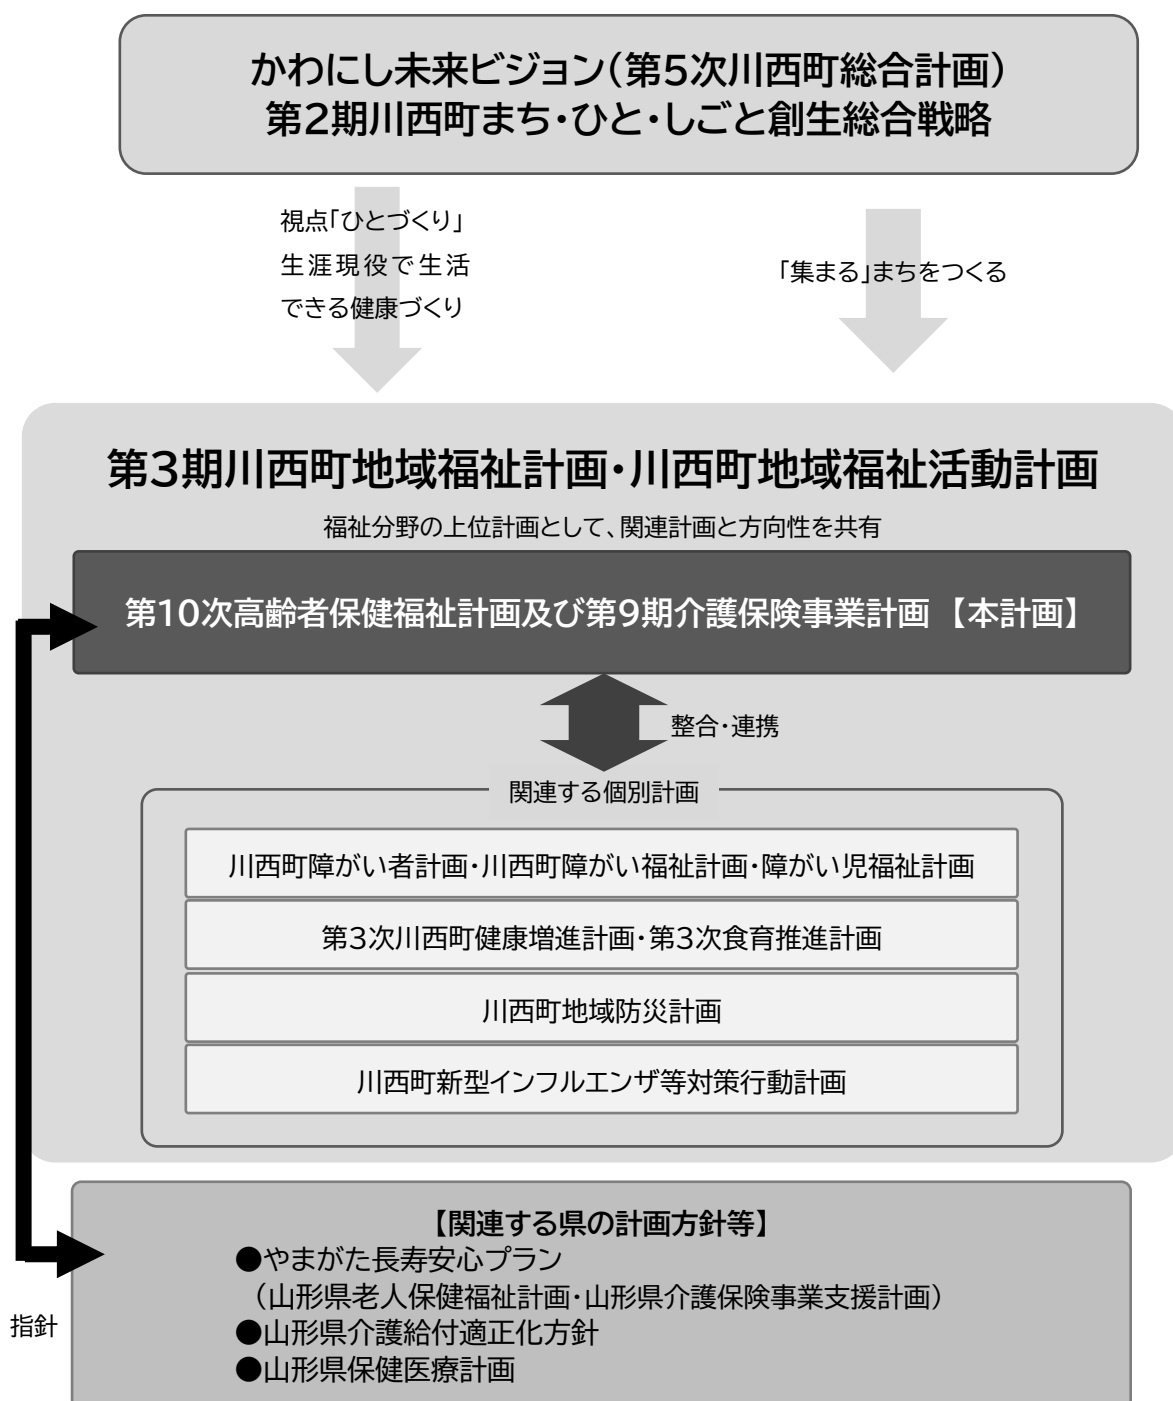 かわにし未来ビジョン（第5次川西町総合計画）
第2期川西町まち・ひと・しごと創生総合戦略
視点「ひとづくり」
生涯現役で生活
できる健康づくり
「集まる」まちをつくる
第3期川西町地域福祉計画・川西町地域福祉活動計画
福祉分野の上位計画として、関連計画と方向性を共有
第10次高齢者保健福祉計画及び第9期介護保険事業計画 【本計画】
整合・連携
関連する個別計画
川西町障がい者計画・川西町障がい福祉計画・障がい児福祉計画
第3次川西町健康増進計画・第3次食育推進計画
川西町地域防災計画
川西町新型インフルエンザ等対策行動計画
【関連する県の計画方針等】
●やまがた長寿安心プラン
（山形県老人保健福祉計画・山形県介護保険事業支援計画）
●山形県介護給付適正化方針
●山形県保健医療計画
指針